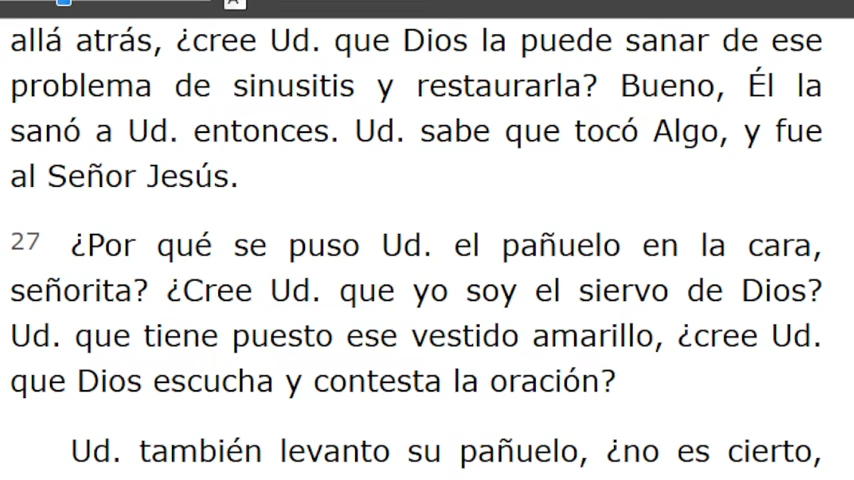 A
allá atrás, ¿cree Ud. que Dios la puede sanar de ese
problema de sinusitis y restaurarla? Bueno, Él la
sanó a Ud. entonces. Ud. sabe que tocó Algo, y fue
al Señor Jesús.
27 ¿Por qué se puso Ud. el pañuelo en la cara,
señorita? ¿Cree Ud. que yo soy el siervo de Dios?
Ud. que tiene puesto ese vestido amarillo, ¿cree Ud.
que Dios escucha y contesta la oración?
Ud. también levanto su pañuelo, ¿no es cierto,